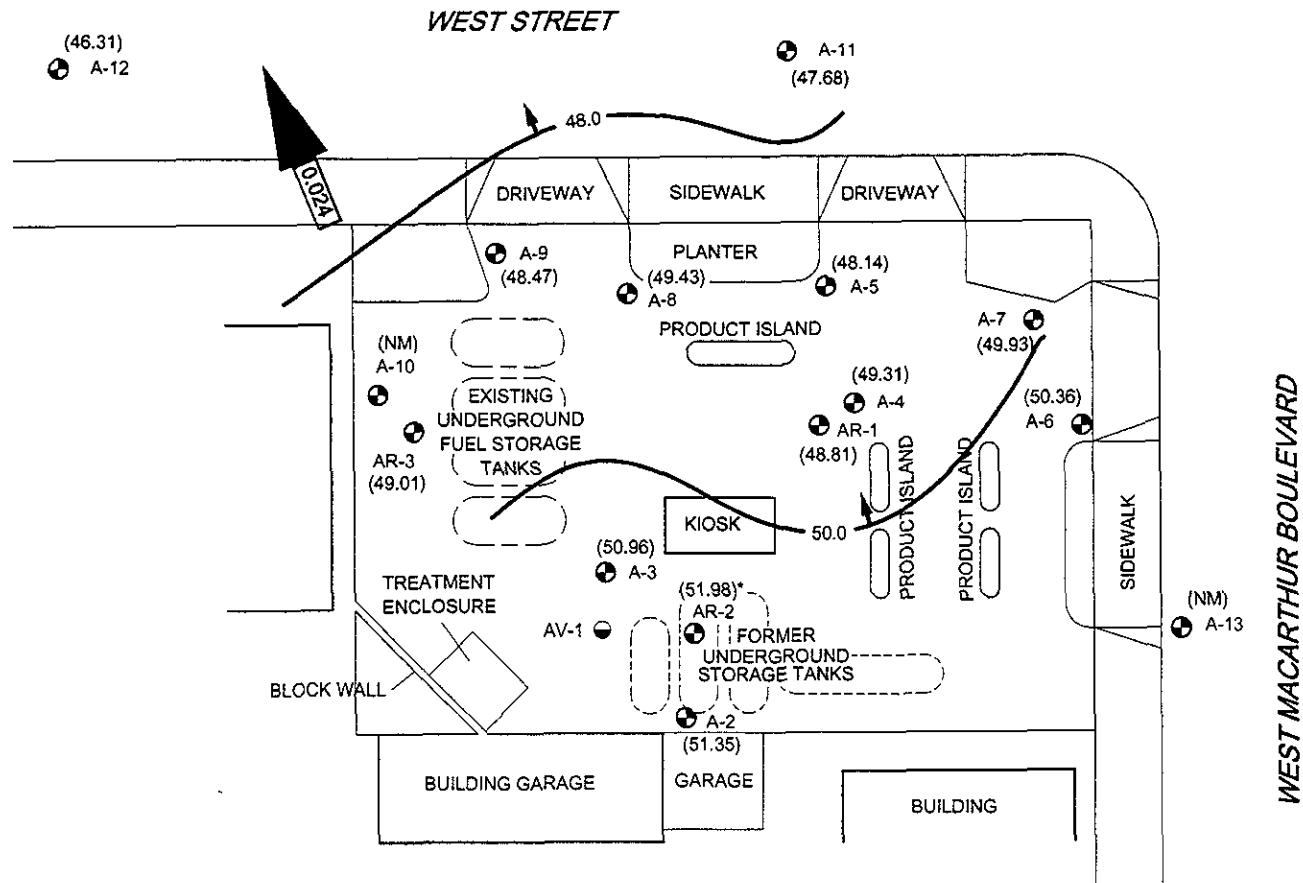 WEST STREET
(46.31)
A-12
A-11
(47.68)
48.0
0.024
DRIVEWAY
SIDEWALK
DRIVEWAY
PLANTER
A-9
(48.47)
(49.43)
A-8
(48.14)
A-5
A-7
(49.93)
PRODUCT ISLAND
(NM)
A-10
EXISTING
UNDERGROUND
FUEL STORAGE
TANKS
AR-3
(49.01)
(49.31)
A-4
AR-1
(48.81)
(50.36)
A-6
PRODUCT ISLAND
PRODUCT ISLAND
SIDEWALK
WEST MACARTHUR BOULEVARD
KIOSK
50.0
(50.96)
A-3
TREATMENT
ENCLOSURE
(51.98)*
AR-2
AV-1
FORMER
UNDERGROUND
STORAGE TANKS
(NM)
A-13
BLOCK WALL
A-2
(51.35)
BUILDING GARAGE
GARAGE
BUILDING